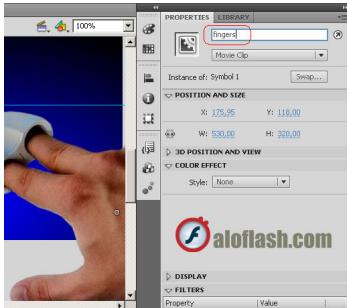 100%
PROPERTIES LIBRARY
fingers
Movie Clip
Instance of: Symbol 1 Swap...
POSITION AND SIZE
X: 175,95 Y: 118,00
W: 530,00 H: 320,00
3D POSITION AND VIEW
COLOR EFFECT
Style: None
aloflash.com
DISPLAY
FILTERS
Property Value